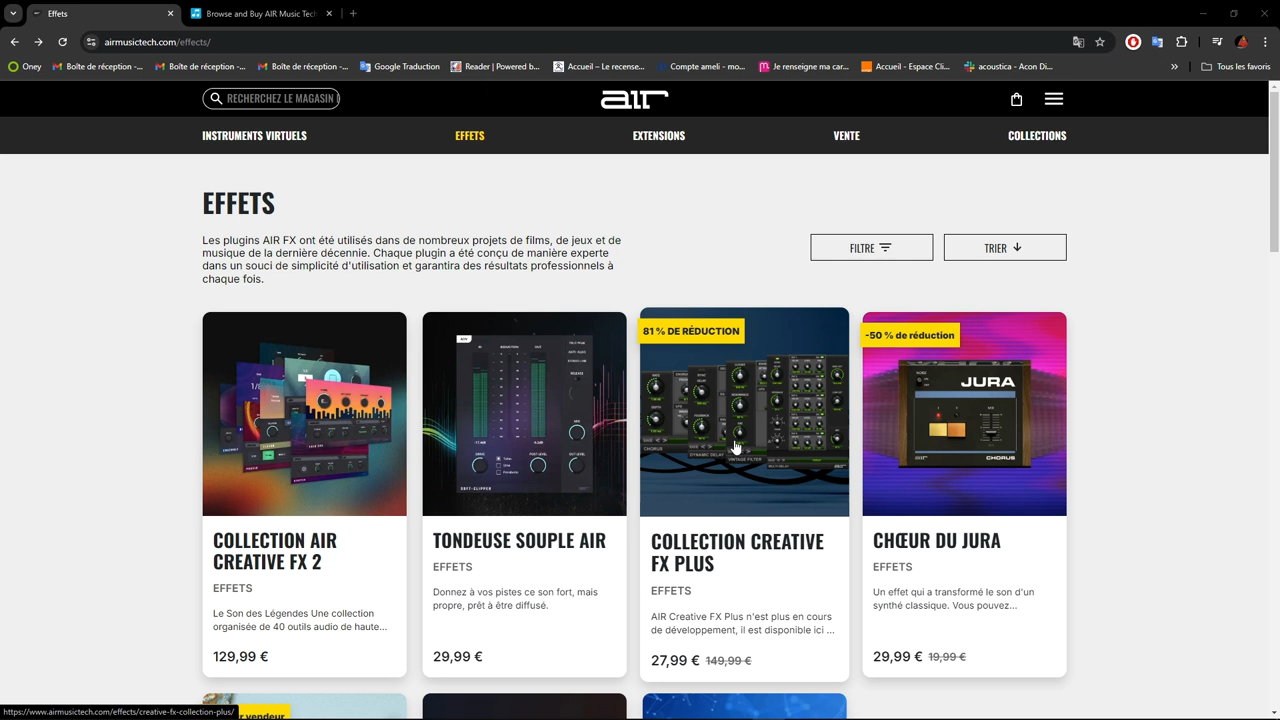 Effets
Browse and Buy AIR Music Tech
airmusictech.com/effects/
Oney
Boîte de réception -...
Boîte de réception -...
Boîte de réception -...
Google Traduction
Reader | Powered b...
Accueil – Le recense...
Compte ameli - mo...
Je renseigne ma car...
Accueil - Espace Cli...
acoustica - Acon Di...
»
Tous les favoris
RECHERCHEZ LE MAGASIN
AIR
INSTRUMENTS VIRTUELS
EFFETS
EXTENSIONS
VENTE
COLLECTIONS
EFFETS
Les plugins AIR FX ont été utilisés dans de nombreux projets de films, de jeux et de
musique de la dernière décennie. Chaque plugin a été conçu de manière experte
dans un souci de simplicité d'utilisation et garantira des résultats professionnels à
chaque fois.
FILTRE
TRIER
81 % DE RÉDUCTION
-50 % de réduction
JURA
CHORUS
CHORUS
DYNAMIC DELAY
VINTAGE FILTER
SOFT-CLIPPER
COLLECTION AIR
CREATIVE FX 2
EFFETS
Le Son des Légendes Une collection
organisée de 40 outils audio de haute...
129,99 €
TONDEUSE SOUPLE AIR
EFFETS
Donnez à vos pistes ce son fort, mais
propre, prêt à être diffusé.
29,99 €
COLLECTION CREATIVE
FX PLUS
EFFETS
AIR Creative FX Plus n'est plus en cours
de développement, il est disponible ici ...
27,99 € 149,99 €
CHŒUR DU JURA
EFFETS
Un effet qui a transformé le son d'un
synthé classique. Vous pouvez...
29,99 € 19,99 €
vendeur
https://www.airmusictech.com/effects/creative-fx-collection-plus/